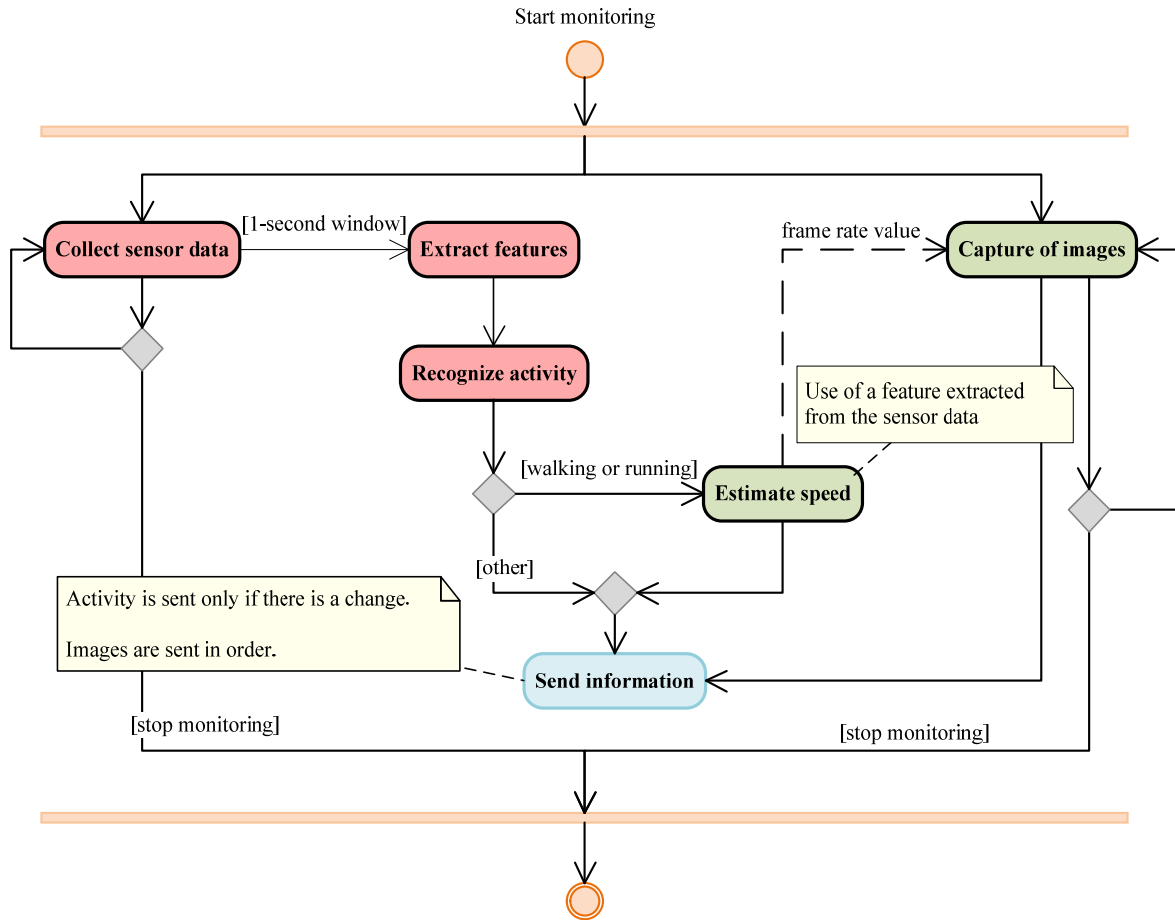 Start monitoring
[1-second window]
Collect sensor data
Extract features
frame rate value
Capture of images
Recognize activity
Use of a feature extracted
from the sensor data
[walking or running]
Estimate speed
[other]
Activity is sent only if there is a change.
Images are sent in order.
Send information
[stop monitoring]
[stop monitoring]